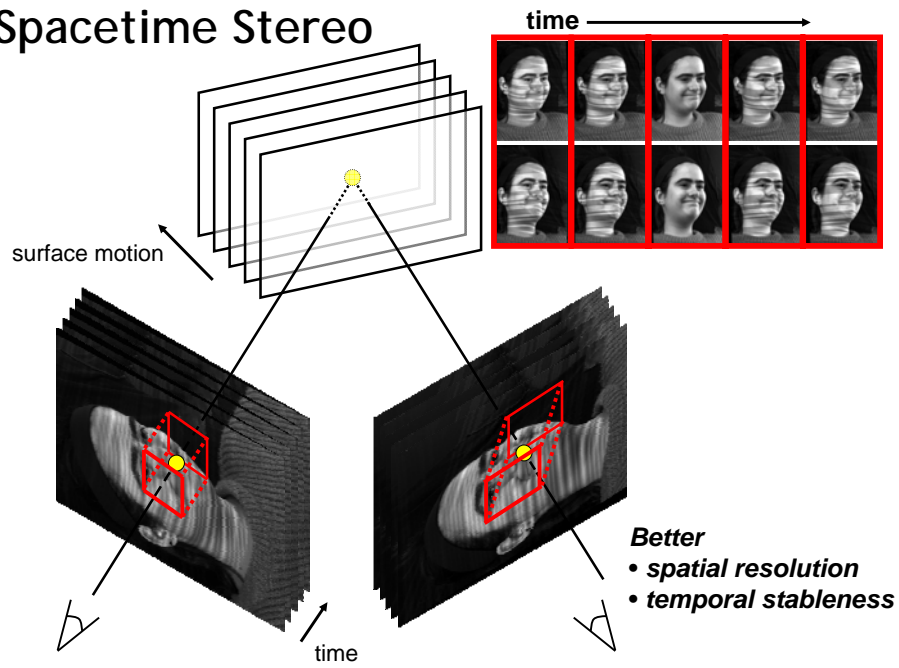 Spacetime Stereo
time
surface motion
Better
• spatial resolution
• temporal stableness
time